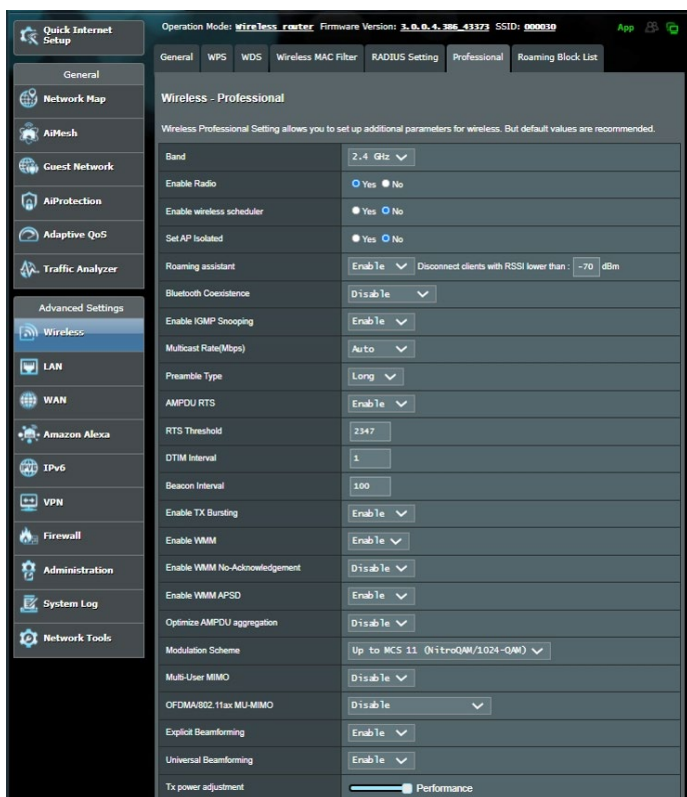 Quick Internet
Setup
Operation Mode: Wireless router Firmware Version: 3.0.0.4.386_43373 SSID: 000030 App
General WPS WDS Wireless MAC Filter RADIUS Setting Professional Roaming Block List
General
Network Map
AiMesh
Guest Network
AiProtection
Adaptive QoS
Traffic Analyzer
Advanced Settings
Wireless
LAN
WAN
Amazon Alexa
IPv6
VPN
Firewall
Administration
System Log
Network Tools
Wireless - Professional
Wireless Professional Setting allows you to set up additional parameters for wireless. But default values are recommended.
Band 2.4 GHz
Enable Radio Yes No
Enable wireless scheduler Yes No
Set AP Isolated Yes No
Roaming assistant Enable Disconnect clients with RSSI lower than : -70 dBm
Bluetooth Coexistence Disable
Enable IGMP Snooping Enable
Multicast Rate(Mbps) Auto
Preamble Type Long
AMPDU RTS Enable
RTS Threshold 2347
DTIM Interval 1
Beacon Interval 100
Enable TX Bursting Enable
Enable WMM Enable
Enable WMM No-Acknowledgement Disable
Enable WMM APSD Enable
Optimize AMPDU aggregation Disable
Modulation Scheme Up to MCS 11 (NitroQAM/1024-QAM)
Multi-User MIMO Disable
OFDMA/802.11ax MU-MIMO Disable
Explicit Beamforming Enable
Universal Beamforming Enable
Tx power adjustment Performance